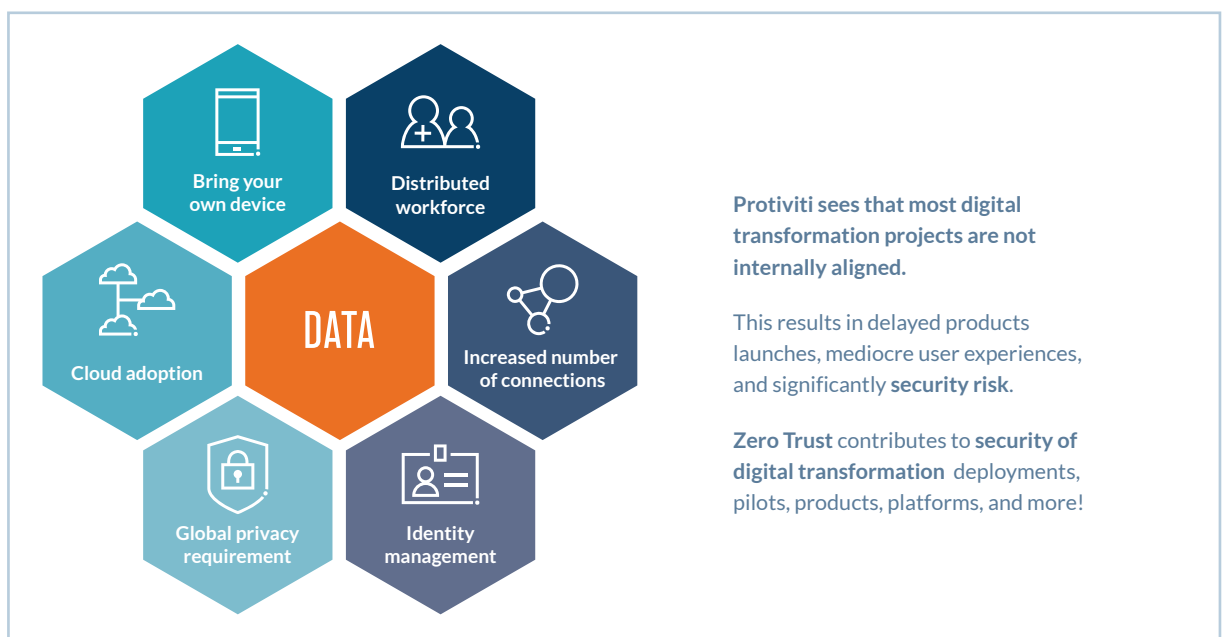 Bring your
own device
Distributed
workforce
Cloud adoption
DATA
Increased number
of connections
Global privacy
requirement
Identity
management
Protiviti sees that most digital
transformation projects are not
internally aligned.
This results in delayed products
launches, mediocre user experiences,
and significantly security risk.
Zero Trust contributes to security of
digital transformation deployments,
pilots, products, platforms, and more!